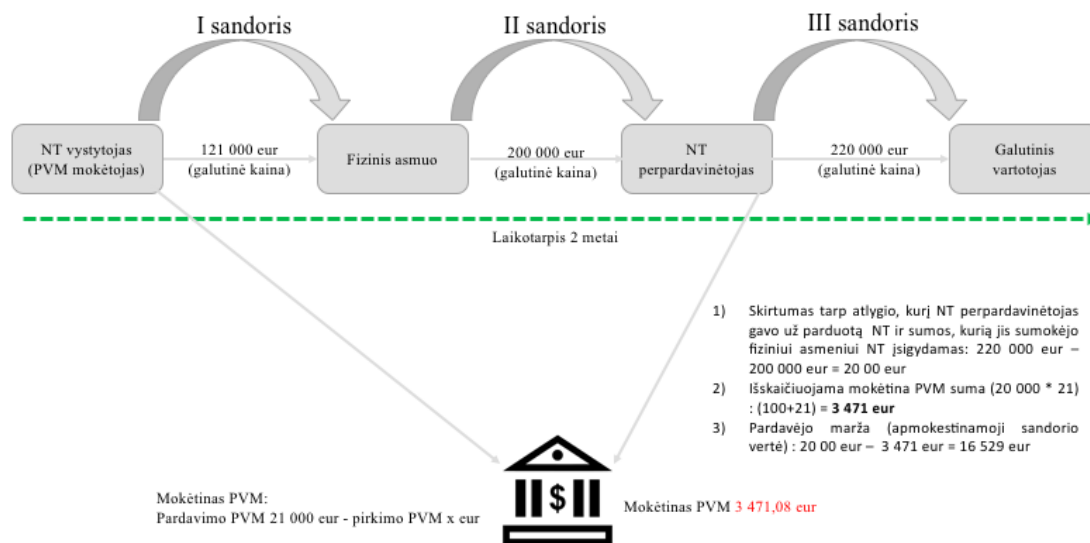 I sandoris
II sandoris
III sandoris
NT vystytojas
(PVM mokėtojas)
121 000 eur
(galutinė kaina)
Fizinis asmuo
200 000 eur
(galutinė kaina)
NT
perpardavinėtojas
220 000 eur
(galutinė kaina)
Galutinis
vartotojas
Laikotarpis 2 metai
1) Skirtumas tarp atlygio, kurį NT perpardavinėtojas
gavo už parduotą NT ir sumos, kurią jis sumokėjo
fiziniui asmeniui NT įsigydamas: 220 000 eur –
200 000 eur = 20 00 eur
2) Išskaičiuojama mokėtina PVM suma (20 000 * 21)
: (100+21) = 3 471 eur
3) Pardavėjo marža (apmokestinamoji sandorio
vertė) : 20 00 eur – 3 471 eur = 16 529 eur
$
Mokėtinas PVM:
Pardavimo PVM 21 000 eur - pirkimo PVM x eur
Mokėtinas PVM 3 471,08 eur